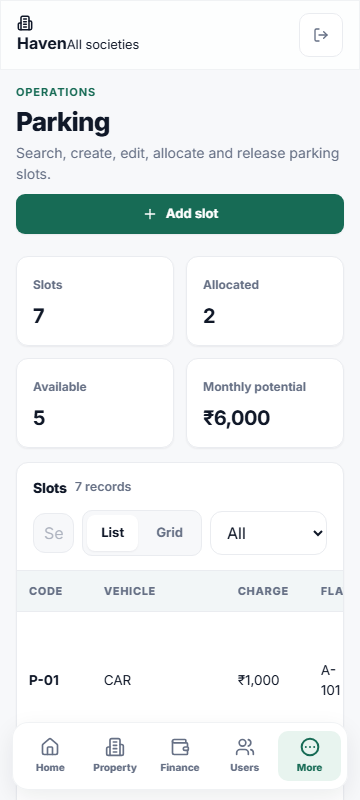 HavenAll societies
OPERATIONS
Parking
Search, create, edit, allocate and release parking
slots.
+ Add slot
Slots
7
Allocated
2
Available
5
Monthly potential
₹6,000
Slots 7 records
Se
List Grid
All
CODE VEHICLE CHARGE FLA
P-01 CAR ₹1,000 A-
101
Home Property Finance Users More